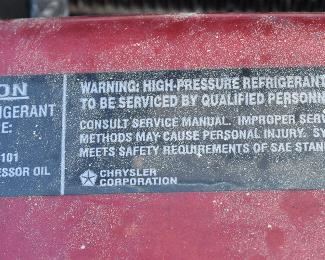 ON
RIGERANT
E:
101
ESSOR OIL
WARNING: HIGH-PRESSURE REFRIGERANT
TO BE SERVICED BY QUALIFIED PERSONN
CONSULT SERVICE MANUAL. IMPROPER SERV
METHODS MAY CAUSE PERSONAL INJURY. SY
MEETS SAFETY REQUIREMENTS OF SAE STAN
CHRYSLER
CORPORATION